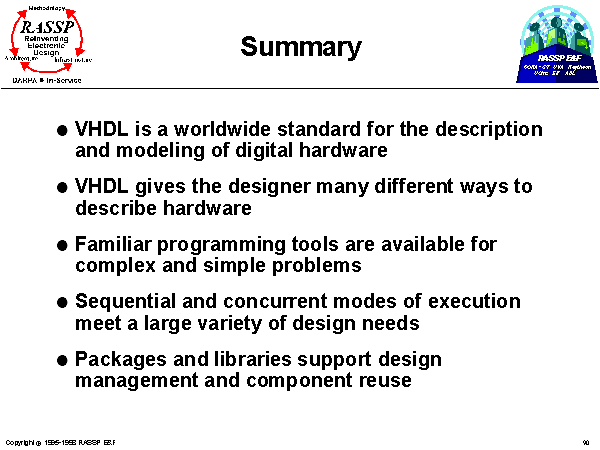 Methodology
RASSP
Reinventing
Electronic
Design
Architecture Infrastructure
DARPA • Tri-Service
Summary
RASSP E&F
SCRA • GT • UVA • Raytheon
UCinc • EIT • ADL
• VHDL is a worldwide standard for the description
and modeling of digital hardware
• VHDL gives the designer many different ways to
describe hardware
• Familiar programming tools are available for
complex and simple problems
• Sequential and concurrent modes of execution
meet a large variety of design needs
• Packages and libraries support design
management and component reuse
Copyright © 1995-1998 RASSP E&F
90